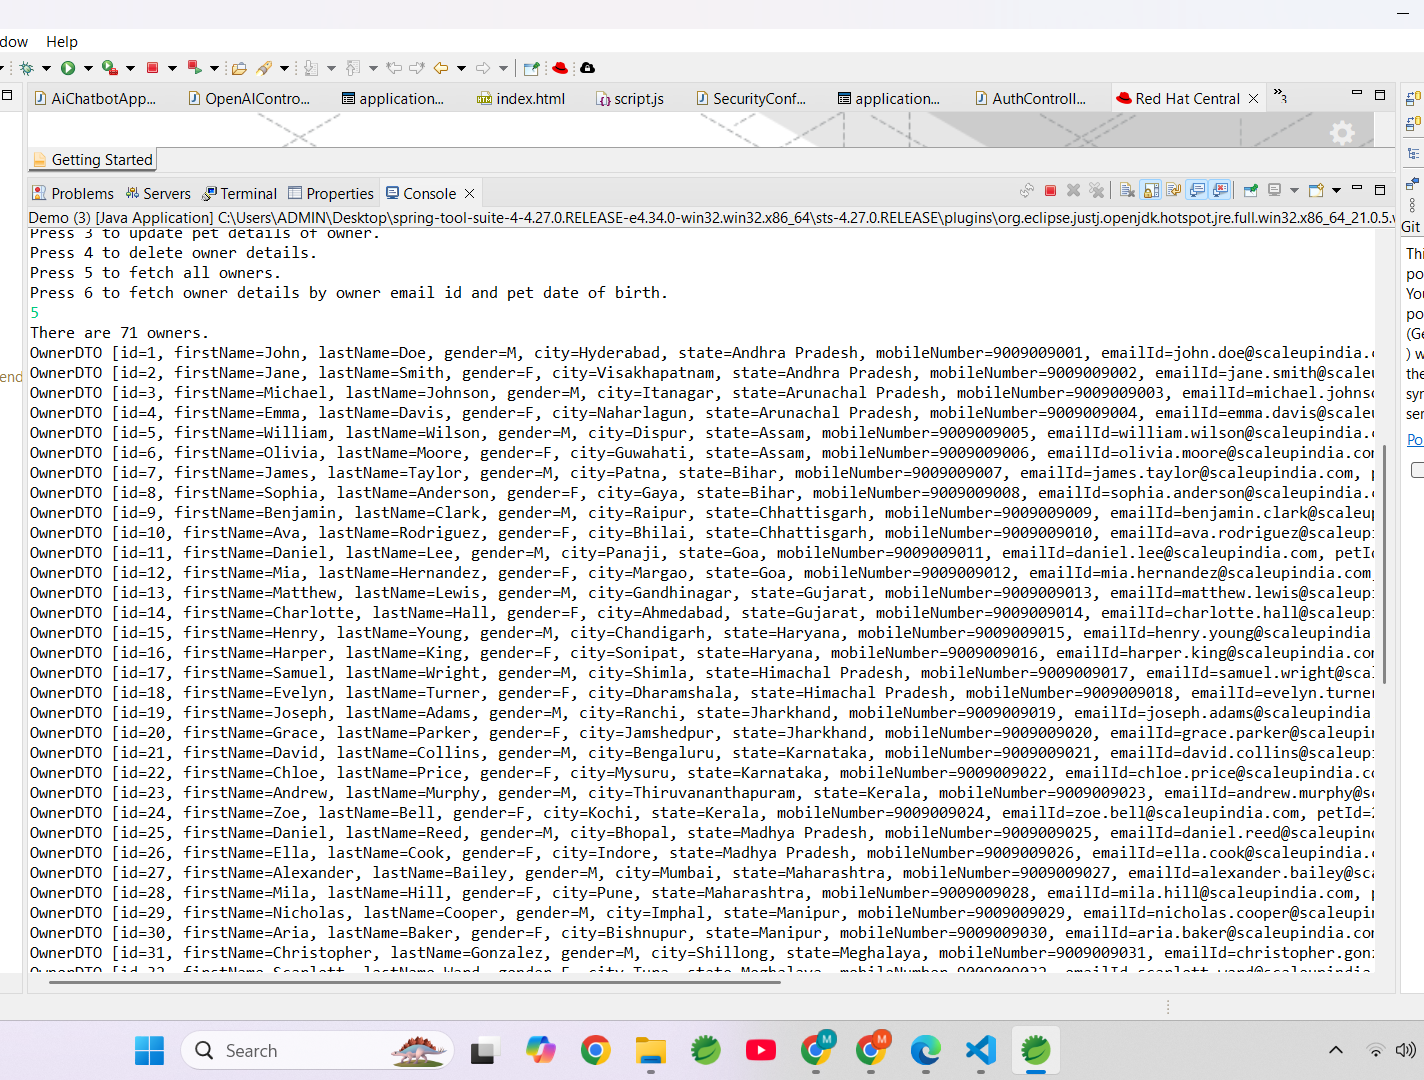 dow Help
AiChatbotApp... OpenAIContro... application... index.html script.js SecurityConf... application... AuthControll... Red Hat Central »3
Getting Started
Problems Servers Terminal Properties Console
Demo (3) [Java Application] C:\Users\ADMIN\Desktop\spring-tool-suite-4-4.27.0.RELEASE-e4.34.0-win32.win32.x86_64\sts-4.27.0.RELEASE\plugins\org.eclipse.justj.openjdk.hotspot.jre.full.win32.x86_64_21.0.5.v
Git
Press 3 to update pet details of owner.
Press 4 to delete owner details.
Press 5 to fetch all owners.
Press 6 to fetch owner details by owner email id and pet date of birth.
5
There are 71 owners.
OwnerDTO [id=1, firstName=John, lastName=Doe, gender=M, city=Hyderabad, state=Andhra Pradesh, mobileNumber=9009009001, emailId=john.doe@scaleupindia.c
OwnerDTO [id=2, firstName=Jane, lastName=Smith, gender=F, city=Visakhapatnam, state=Andhra Pradesh, mobileNumber=9009009002, emailId=jane.smith@scaleu
OwnerDTO [id=3, firstName=Michael, lastName=Johnson, gender=M, city=Itanagar, state=Arunachal Pradesh, mobileNumber=9009009003, emailId=michael.johnso
OwnerDTO [id=4, firstName=Emma, lastName=Davis, gender=F, city=Naharlagun, state=Arunachal Pradesh, mobileNumber=9009009004, emailId=emma.davis@scaleu
OwnerDTO [id=5, firstName=William, lastName=Wilson, gender=M, city=Dispur, state=Assam, mobileNumber=9009009005, emailId=william.wilson@scaleupindia.c
OwnerDTO [id=6, firstName=Olivia, lastName=Moore, gender=F, city=Guwahati, state=Assam, mobileNumber=9009009006, emailId=olivia.moore@scaleupindia.com
OwnerDTO [id=7, firstName=James, lastName=Taylor, gender=M, city=Patna, state=Bihar, mobileNumber=9009009007, emailId=james.taylor@scaleupindia.com, p
OwnerDTO [id=8, firstName=Sophia, lastName=Anderson, gender=F, city=Gaya, state=Bihar, mobileNumber=9009009008, emailId=sophia.anderson@scaleupindia.c
OwnerDTO [id=9, firstName=Benjamin, lastName=Clark, gender=M, city=Raipur, state=Chhattisgarh, mobileNumber=9009009009, emailId=benjamin.clark@scaleup
OwnerDTO [id=10, firstName=Ava, lastName=Rodriguez, gender=F, city=Bhilai, state=Chhattisgarh, mobileNumber=9009009010, emailId=ava.rodriguez@scaleupi
OwnerDTO [id=11, firstName=Daniel, lastName=Lee, gender=M, city=Panaji, state=Goa, mobileNumber=9009009011, emailId=daniel.lee@scaleupindia.com, petId
OwnerDTO [id=12, firstName=Mia, lastName=Hernandez, gender=F, city=Margao, state=Goa, mobileNumber=9009009012, emailId=mia.hernandez@scaleupindia.com,
OwnerDTO [id=13, firstName=Matthew, lastName=Lewis, gender=M, city=Gandhinagar, state=Gujarat, mobileNumber=9009009013, emailId=matthew.lewis@scaleupi
OwnerDTO [id=14, firstName=Charlotte, lastName=Hall, gender=F, city=Ahmedabad, state=Gujarat, mobileNumber=9009009014, emailId=charlotte.hall@scaleupi
OwnerDTO [id=15, firstName=Henry, lastName=Young, gender=M, city=Chandigarh, state=Haryana, mobileNumber=9009009015, emailId=henry.young@scaleupindia
OwnerDTO [id=16, firstName=Harper, lastName=King, gender=F, city=Sonipat, state=Haryana, mobileNumber=9009009016, emailId=harper.king@scaleupindia.com
OwnerDTO [id=17, firstName=Samuel, lastName=Wright, gender=M, city=Shimla, state=Himachal Pradesh, mobileNumber=9009009017, emailId=samuel.wright@scal
OwnerDTO [id=18, firstName=Evelyn, lastName=Turner, gender=F, city=Dharamshala, state=Himachal Pradesh, mobileNumber=9009009018, emailId=evelyn.turner
OwnerDTO [id=19, firstName=Joseph, lastName=Adams, gender=M, city=Ranchi, state=Jharkhand, mobileNumber=9009009019, emailId=joseph.adams@scaleupindia
OwnerDTO [id=20, firstName=Grace, lastName=Parker, gender=F, city=Jamshedpur, state=Jharkhand, mobileNumber=9009009020, emailId=grace.parker@scaleupin
OwnerDTO [id=21, firstName=David, lastName=Collins, gender=M, city=Bengaluru, state=Karnataka, mobileNumber=9009009021, emailId=david.collins@scaleupi
OwnerDTO [id=22, firstName=Chloe, lastName=Price, gender=F, city=Mysuru, state=Karnataka, mobileNumber=9009009022, emailId=chloe.price@scaleupindia.co
OwnerDTO [id=23, firstName=Andrew, lastName=Murphy, gender=M, city=Thiruvananthapuram, state=Kerala, mobileNumber=9009009023, emailId=andrew.murphy@sc
OwnerDTO [id=24, firstName=Zoe, lastName=Bell, gender=F, city=Kochi, state=Kerala, mobileNumber=9009009024, emailId=zoe.bell@scaleupindia.com, petId=2
OwnerDTO [id=25, firstName=Daniel, lastName=Reed, gender=M, city=Bhopal, state=Madhya Pradesh, mobileNumber=9009009025, emailId=daniel.reed@scaleupind
OwnerDTO [id=26, firstName=Ella, lastName=Cook, gender=F, city=Indore, state=Madhya Pradesh, mobileNumber=9009009026, emailId=ella.cook@scaleupindia.c
OwnerDTO [id=27, firstName=Alexander, lastName=Bailey, gender=M, city=Mumbai, state=Maharashtra, mobileNumber=9009009027, emailId=alexander.bailey@sca
OwnerDTO [id=28, firstName=Mila, lastName=Hill, gender=F, city=Pune, state=Maharashtra, mobileNumber=9009009028, emailId=mila.hill@scaleupindia.com, p
OwnerDTO [id=29, firstName=Nicholas, lastName=Cooper, gender=M, city=Imphal, state=Manipur, mobileNumber=9009009029, emailId=nicholas.cooper@scaleupin
OwnerDTO [id=30, firstName=Aria, lastName=Baker, gender=F, city=Bishnupur, state=Manipur, mobileNumber=9009009030, emailId=aria.baker@scaleupindia.com
OwnerDTO [id=31, firstName=Christopher, lastName=Gonzalez, gender=M, city=Shillong, state=Meghalaya, mobileNumber=9009009031, emailId=christopher.gonz
OwnerDTO [id=32, firstName=Scarlett, lastName=Ward, gender=F, city=Tura, state=Meghalaya, mobileNumber=9009009032, emailId=scarlett.ward@scaleupindia
end
Thi
po
You
po
(Ge
) w
the
syr
ser
Po
Search